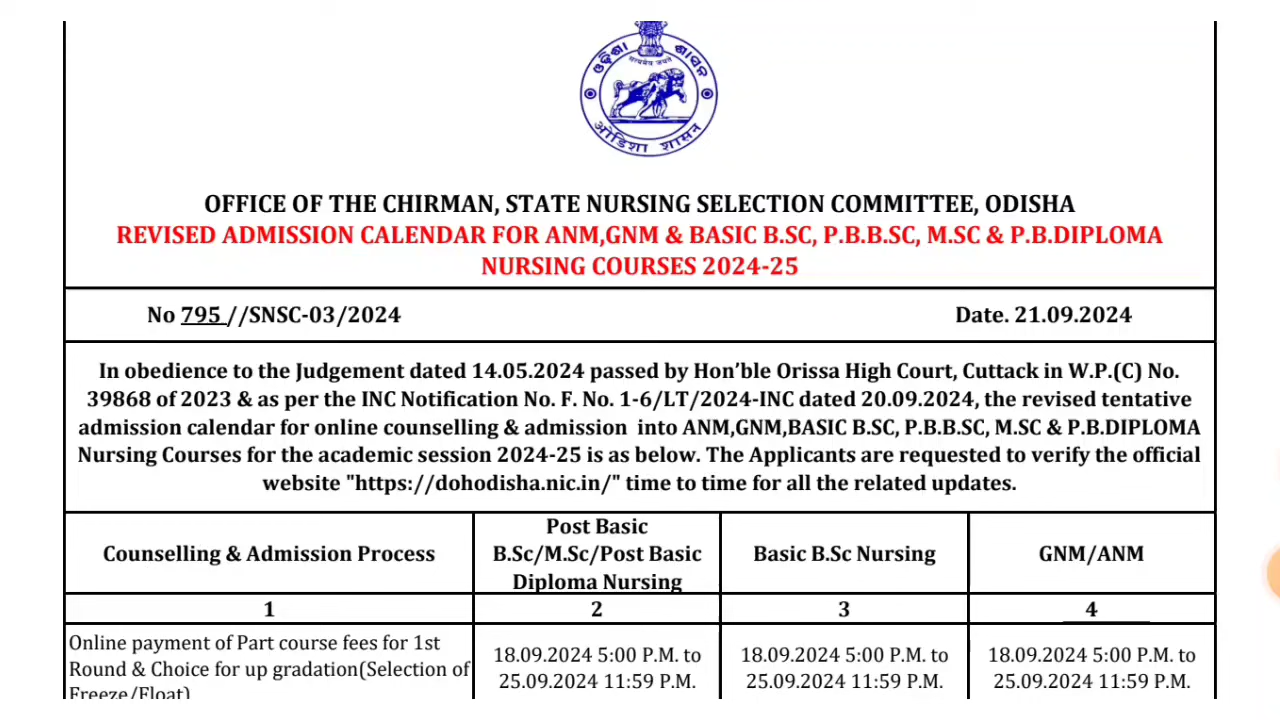 ଓଡ଼ିଶା ଶାସନ
सत्यमेव जयते
ओडिशा शासन
OFFICE OF THE CHIRMAN, STATE NURSING SELECTION COMMITTEE, ODISHA
REVISED ADMISSION CALENDAR FOR ANM,GNM & BASIC B.SC, P.B.B.SC, M.SC & P.B.DIPLOMA
NURSING COURSES 2024-25
No 795 //SNSC-03/2024 Date. 21.09.2024
In obedience to the Judgement dated 14.05.2024 passed by Hon’ble Orissa High Court, Cuttack in W.P.(C) No.
39868 of 2023 & as per the INC Notification No. F. No. 1-6/LT/2024-INC dated 20.09.2024, the revised tentative
admission calendar for online counselling & admission into ANM,GNM,BASIC B.SC, P.B.B.SC, M.SC & P.B.DIPLOMA
Nursing Courses for the academic session 2024-25 is as below. The Applicants are requested to verify the official
website "https://dohodisha.nic.in/" time to time for all the related updates.
Counselling & Admission Process
Post Basic
B.Sc/M.Sc/Post Basic
Diploma Nursing
Basic B.Sc Nursing
GNM/ANM
1
2
3
4
Online payment of Part course fees for 1st
Round & Choice for up gradation(Selection of
Freeze/Float)
18.09.2024 5:00 P.M. to
25.09.2024 11:59 P.M.
18.09.2024 5:00 P.M. to
25.09.2024 11:59 P.M.
18.09.2024 5:00 P.M. to
25.09.2024 11:59 P.M.